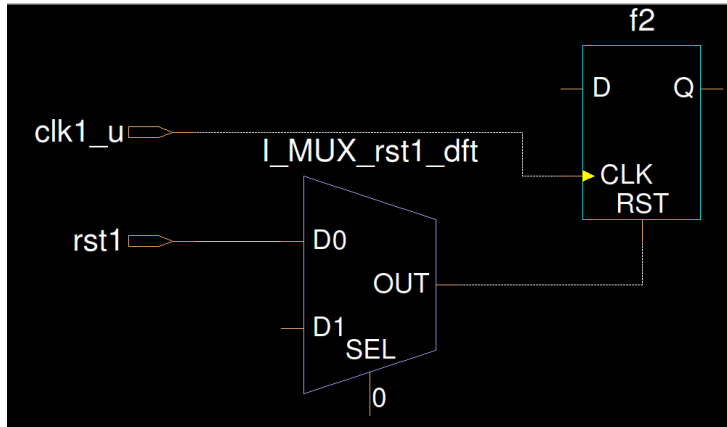 f2
D Q
clk1_u
I_MUX_rst1_dft
CLK
RST
rst1
D0
OUT
D1
SEL
0